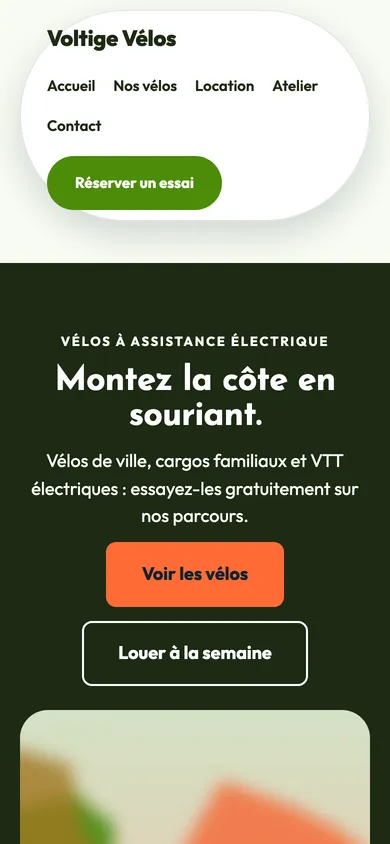 Voltige Vélos
Accueil Nos vélos Location Atelier
Contact
Réserver un essai
VÉLOS À ASSISTANCE ÉLECTRIQUE
Montez la côte en
souriant.
Vélos de ville, cargos familiaux et VTT
électriques : essayez-les gratuitement sur
nos parcours.
Voir les vélos
Louer à la semaine